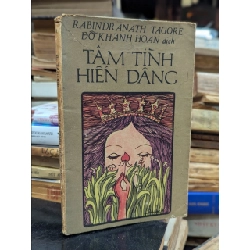 RABINDRANATH TAGORE
ĐỖ KHÁNH HOAN dịch
TÂM TÌNH
HIẾN DÂNG